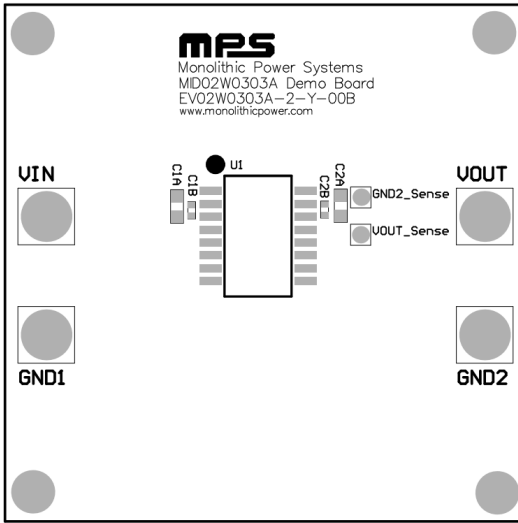 mPS
Monolithic Power Systems
MID02W0303A Demo Board
EV02W0303A-2-Y-00B
www.monolithicpower.com
U1
C1A
C1B
C2B
C2A
VIN
VOUT
GND2_Sense
VOUT_Sense
GND1
GND2